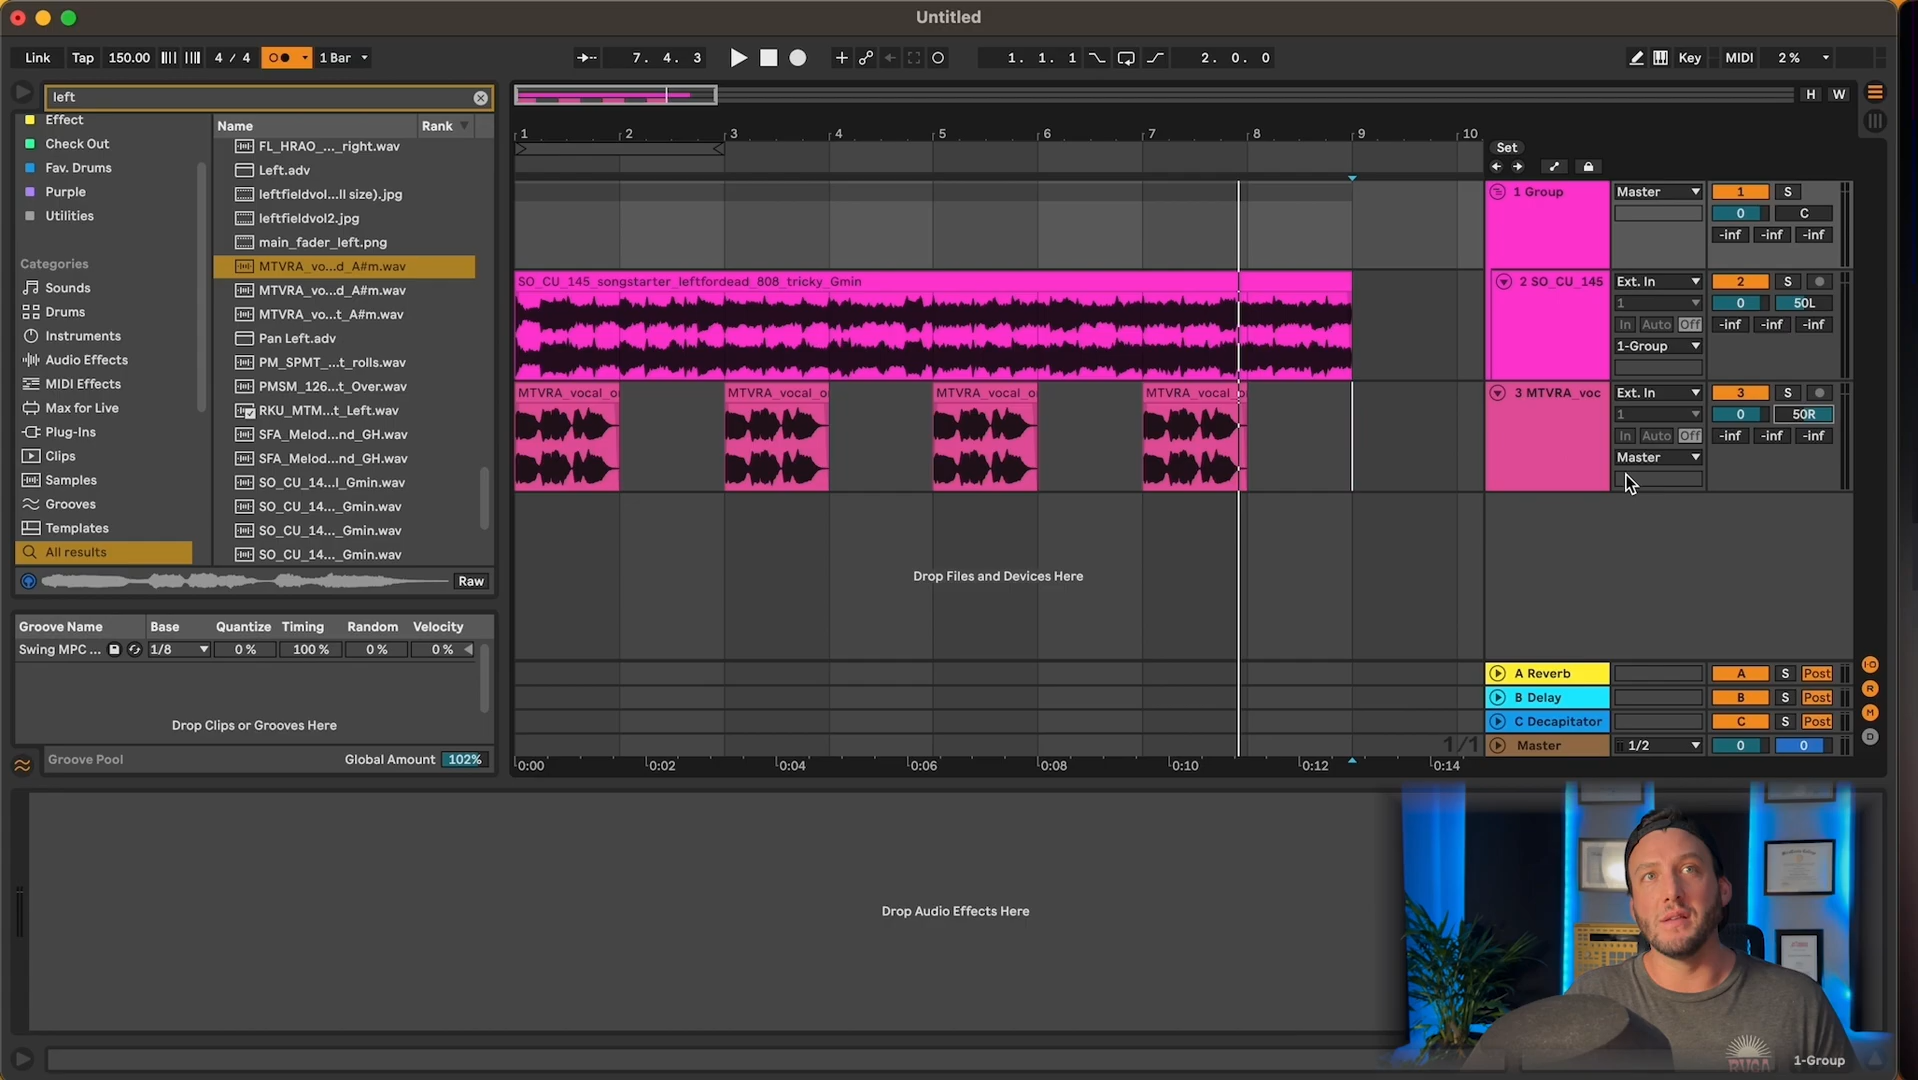 Untitled
Link Tap 150.00 4 / 4 1 Bar 7. 4. 3 1. 1. 1 2. 0. 0 Key MIDI 2 %
left
H W
Effect
Check Out
Fav. Drums
Purple
Utilities
Categories
Sounds
Drums
Instruments
Audio Effects
MIDI Effects
Max for Live
Plug-Ins
Clips
Samples
Grooves
Templates
All results
Name Rank
FL_HRAO_..._right.wav
Left.adv
leftfieldvol...ll size).jpg
leftfieldvol2.jpg
main_fader_left.png
MTVRA_vo...d_A#m.wav
MTVRA_vo...d_A#m.wav
MTVRA_vo...t_A#m.wav
Pan Left.adv
PM_SPMT_...t_rolls.wav
PMSM_126...t_Over.wav
RKU_MTM...t_Left.wav
SFA_Melod...nd_GH.wav
SFA_Melod...nd_GH.wav
SO_CU_14...l_Gmin.wav
SO_CU_14..._Gmin.wav
SO_CU_14..._Gmin.wav
SO_CU_14..._Gmin.wav
Raw
Groove Name Base Quantize Timing Random Velocity
Swing MPC ... 1/8 0 % 100 % 0 % 0 %
Drop Clips or Grooves Here
Groove Pool Global Amount 102%
1 2 3 4 5 6 7 8 9 10
Set
1 Group Master 1 S
0 C
-inf -inf -inf
SO_CU_145_songstarter_leftfordead_808_tricky_Gmin
2 SO_CU_145 Ext. In 2 S
1 0 50L
In Auto Off -inf -inf -inf
1-Group
MTVRA_vocal_o MTVRA_vocal_o MTVRA_vocal_o MTVRA_vocal_o
3 MTVRA_voc Ext. In 3 S
1 0 50R
In Auto Off -inf -inf -inf
Master
Drop Files and Devices Here
A Reverb A S Post
B Delay B S Post
C Decapitator C S Post
1/1
Master 1/2 0 0
I·O
R
M
D
0:00 0:02 0:04 0:06 0:08 0:10 0:12 0:14
Drop Audio Effects Here
RVCA
1-Group